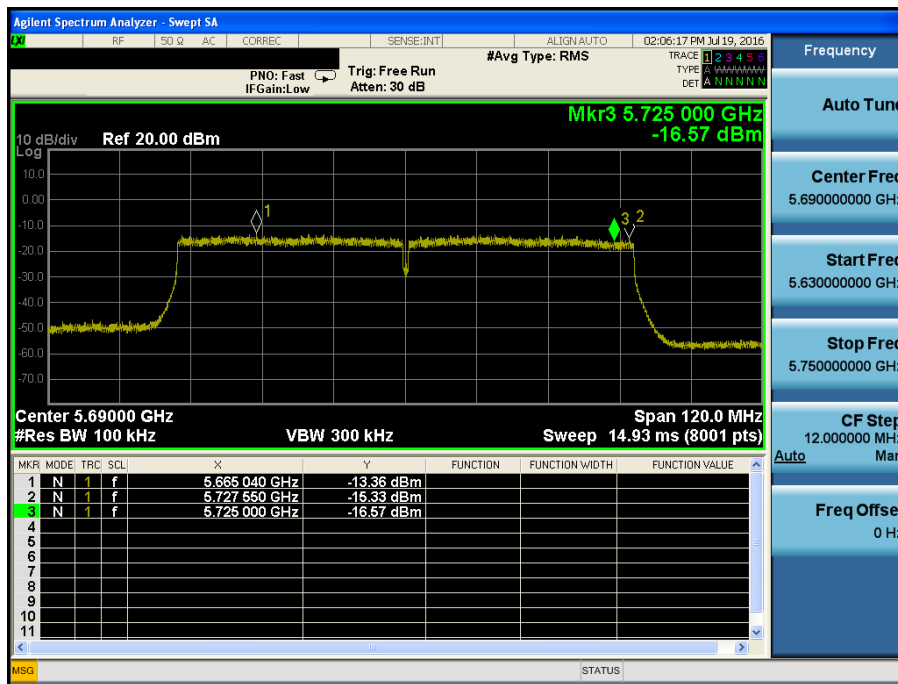 Agilent Spectrum Analyzer - Swept SA
LXI RF 50 Ω AC CORREC SENSE:INT ALIGN AUTO 02:06:17 PM Jul 19, 2016
#Avg Type: RMS
TRACE 1 2 3 4 5 6
TYPE A WWWWW
DET A N N N N N
PNO: Fast
IFGain:Low
Trig: Free Run
Atten: 30 dB
Mkr3 5.725 000 GHz
-16.57 dBm
10 dB/div Ref 20.00 dBm
Log
10.0
0.00
-10.0
-20.0
-30.0
-40.0
-50.0
-60.0
-70.0
1
3 2
Center 5.69000 GHz Span 120.0 MHz
#Res BW 100 kHz VBW 300 kHz Sweep 14.93 ms (8001 pts)
MKR MODE TRC SCL X Y FUNCTION FUNCTION WIDTH FUNCTION VALUE
1 N 1 f 5.665 040 GHz -13.36 dBm
2 N 1 f 5.727 550 GHz -15.33 dBm
3 N 1 f 5.725 000 GHz -16.57 dBm
4
5
6
7
8
9
10
11
MSG STATUS
Frequency
Auto Tun
Center Fre
5.690000000 GH
Start Fre
5.630000000 GH
Stop Fre
5.750000000 GH
CF Step
12.000000 MH
Auto Ma
Freq Offse
0 H